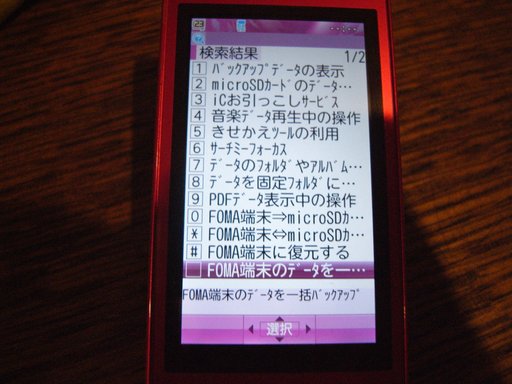 検索結果 1/2
1 ﾊﾞｯｸｱｯﾌﾟﾃﾞｰﾀの表示
2 microSDｶｰﾄﾞのﾃﾞｰﾀ…
3 iCお引っこしｻｰﾋﾞｽ
4 音楽ﾃﾞｰﾀ再生中の操作
5 きせかえﾂｰﾙの利用
6 ｻｰﾁﾐｰﾌｫｰｶｽ
7 ﾃﾞｰﾀのﾌｫﾙﾀﾞやｱﾙﾊﾞﾑ…
8 ﾃﾞｰﾀを固定ﾌｫﾙﾀﾞに…
9 PDFﾃﾞｰﾀ表示中の操作
0 FOMA端末⇒microSDｶ…
* FOMA端末⇔microSDｶ…
# FOMA端末に復元する
FOMA端末のﾃﾞｰﾀを一…
FOMA端末のﾃﾞｰﾀを一括ﾊﾞｯｸｱｯﾌﾟ
選択